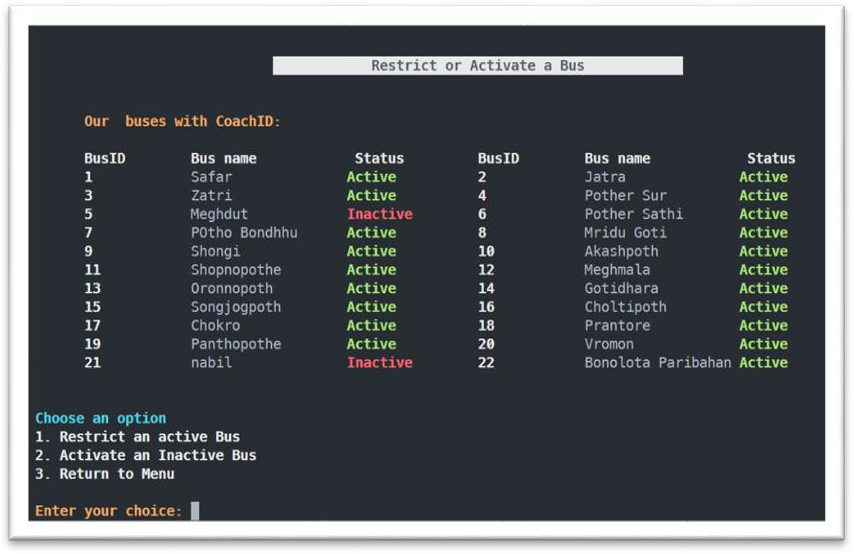 Restrict or Activate a Bus
Our buses with CoachID:
BusID Bus name Status BusID Bus name Status
1 Safar Active 2 Jatra Active
3 Zatri Active 4 Pother Sur Active
5 Meghdut Inactive 6 Pother Sathi Active
7 POtho Bondhhu Active 8 Mridu Goti Active
9 Shongi Active 10 Akashpoth Active
11 Shopnopothe Active 12 Meghmala Active
13 Oronnopoth Active 14 Gotidhara Active
15 Songjogpoth Active 16 Choltipoth Active
17 Chokro Active 18 Prantore Active
19 Panthopothe Active 20 Vromon Active
21 nabil Inactive 22 Bonolota Paribahan Active
Choose an option
1. Restrict an active Bus
2. Activate an Inactive Bus
3. Return to Menu
Enter your choice: